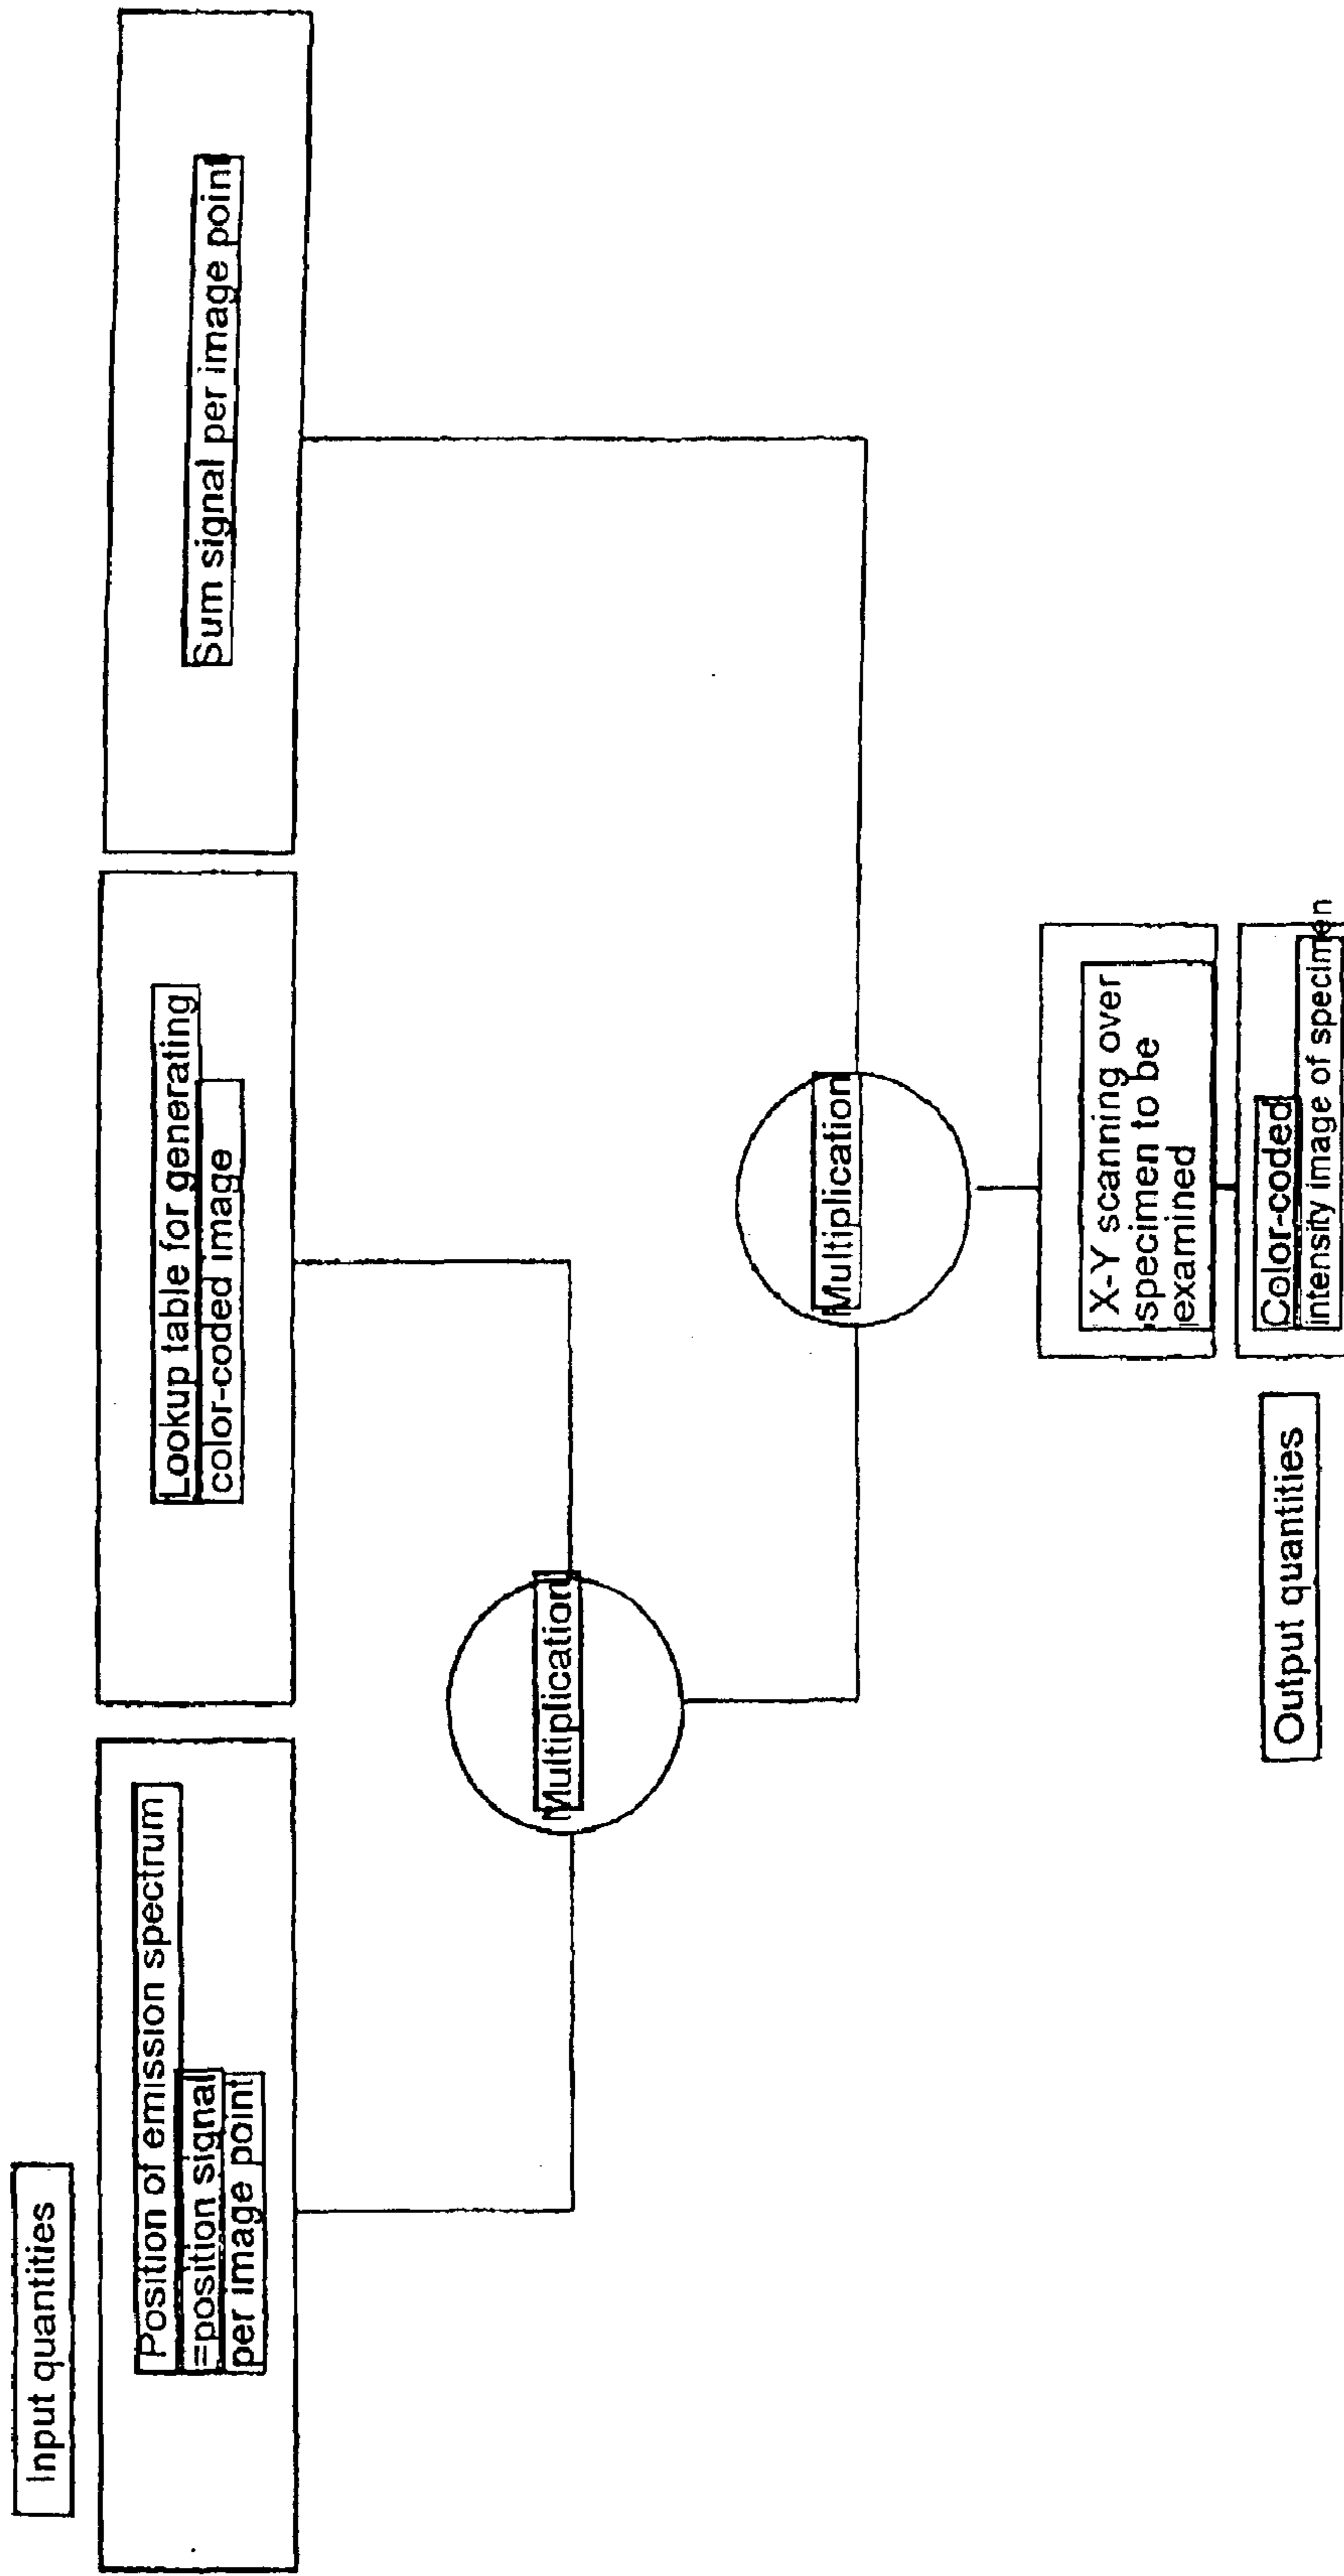 Input quantities
Position of emission spectrum
=position signal
per image point
Lookup table for generating
color-coded image
Sum signal per image point
Multiplication
Multiplication
X-Y scanning over
specimen to be
examined
Output quantities
Color-coded
intensity image of specimen